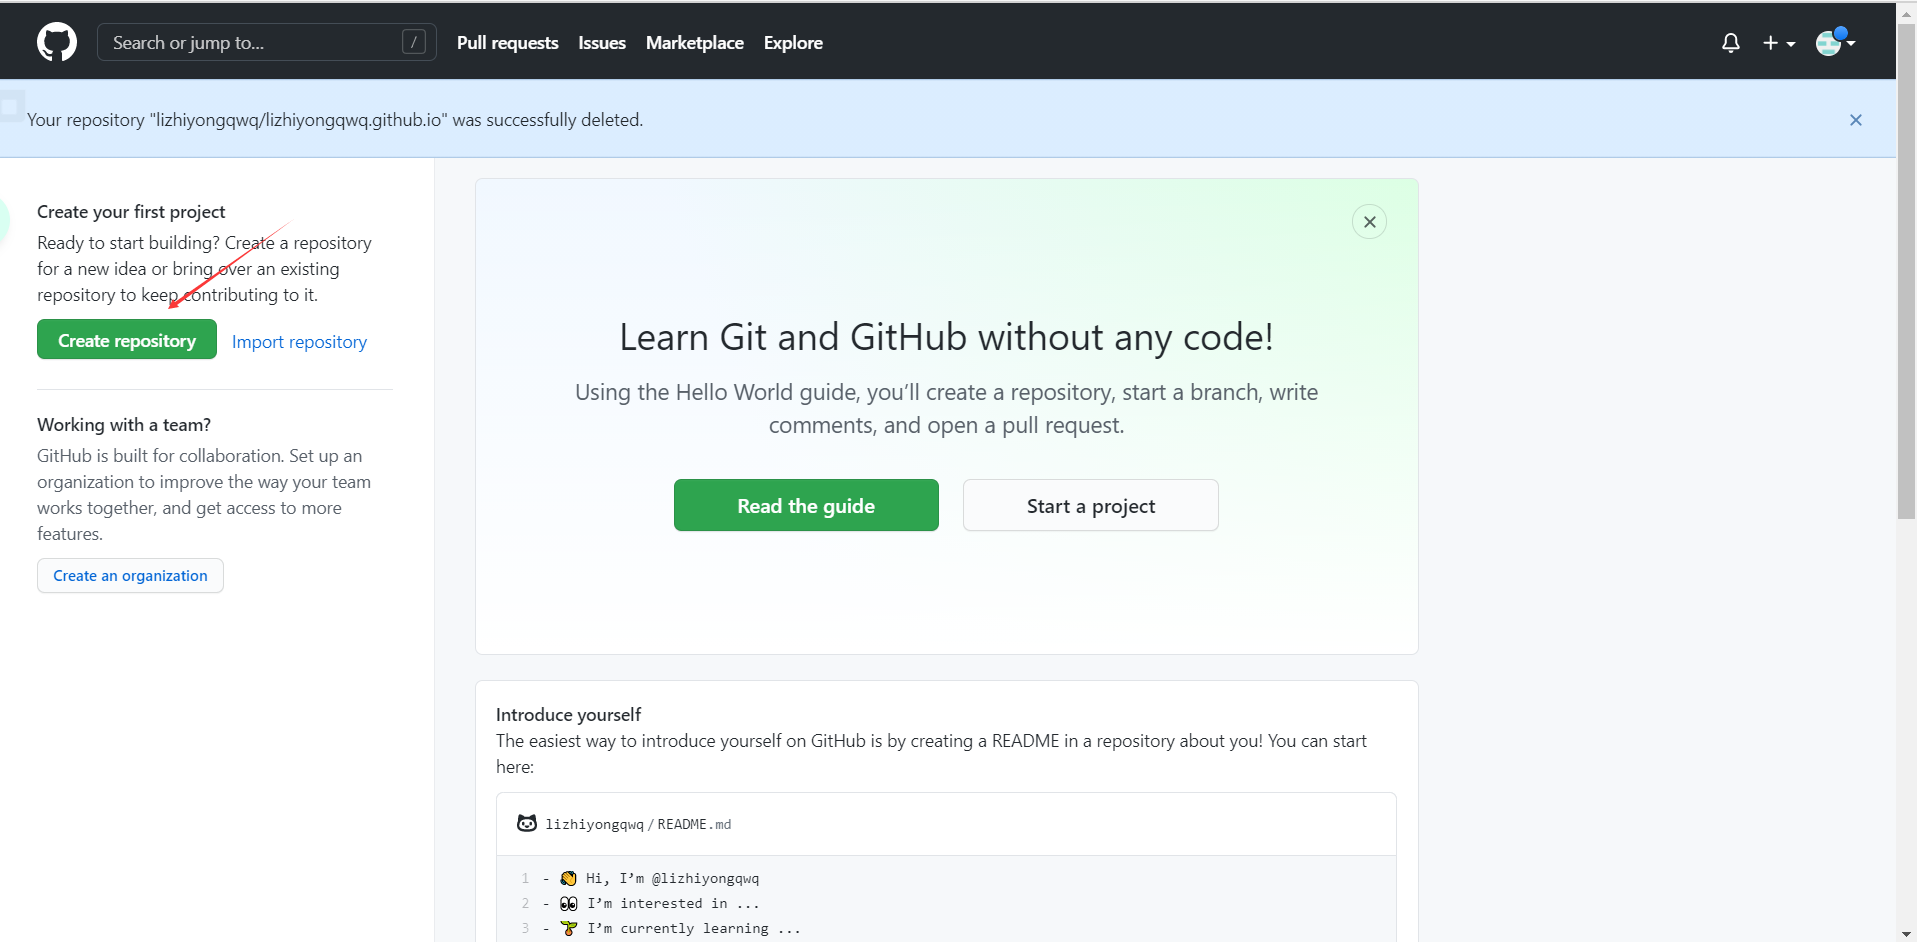 Search or jump to...
/
Pull requests
Issues
Marketplace
Explore
Your repository "lizhiyongqwq/lizhiyongqwq.github.io" was successfully deleted.
Create your first project
Ready to start building? Create a repository
for a new idea or bring over an existing
repository to keep contributing to it.
Create repository
Import repository
Working with a team?
GitHub is built for collaboration. Set up an
organization to improve the way your team
works together, and get access to more
features.
Create an organization
Learn Git and GitHub without any code!
Using the Hello World guide, you’ll create a repository, start a branch, write
comments, and open a pull request.
Read the guide
Start a project
Introduce yourself
The easiest way to introduce yourself on GitHub is by creating a README in a repository about you! You can start
here:
lizhiyongqwq/README.md
1 - 👋 Hi, I’m @lizhiyongqwq
2 - 👀 I’m interested in ...
3 - 🌱 I’m currently learning ...